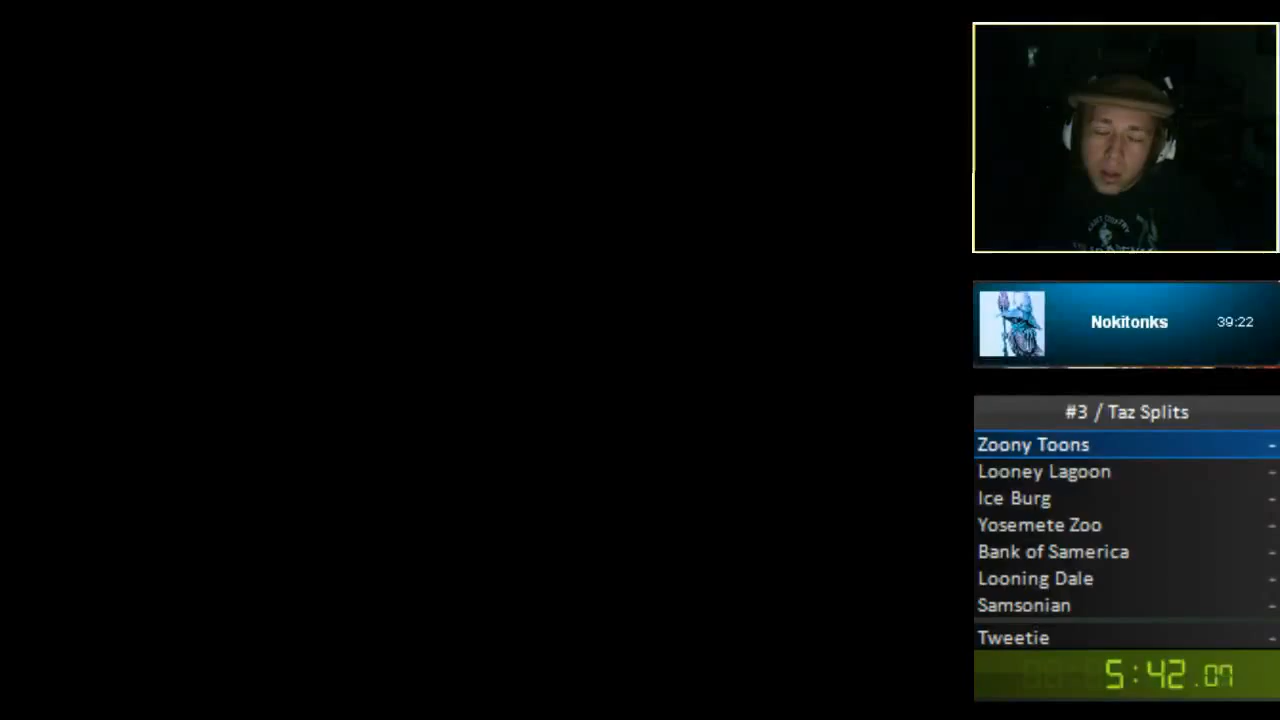 Nokitonks 39:22
#3 / Taz Splits
Zoony Toons -
Looney Lagoon -
Ice Burg -
Yosemete Zoo -
Bank of Samerica -
Looning Dale -
Samsonian -
Tweetie -
5:42.07